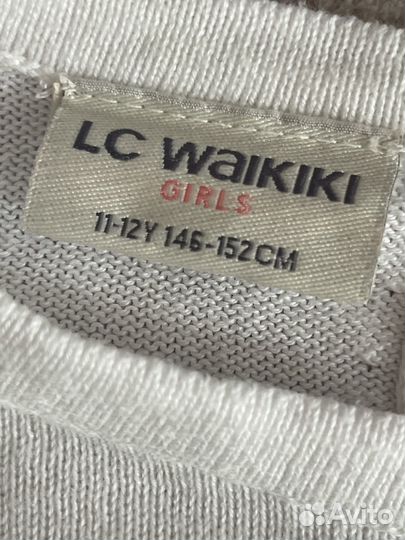 LC WaIKIKI
GIRLS
11-12Y 146-152CM
Avito